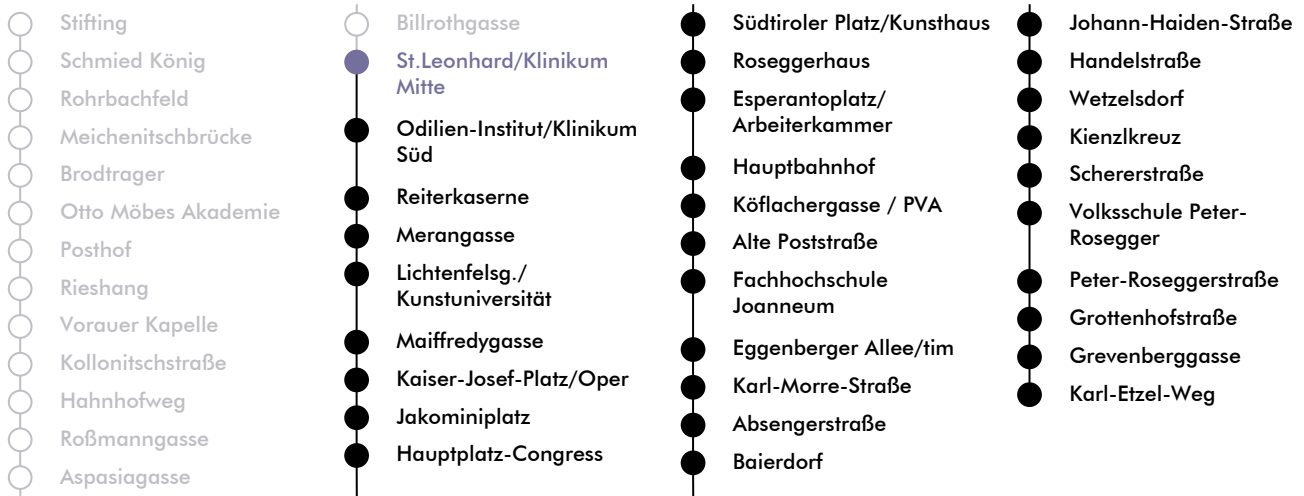 Stifting
Schmied König
Rohrbachfeld
Meichenitschbrücke
Brodtrager
Otto Möbes Akademie
Posthof
Rieshang
Vorauer Kapelle
Kollonitschstraße
Hahnhofweg
Roßmanngasse
Aspasiagasse
Billrothgasse
St.Leonhard/Klinikum
Mitte
Odilien-Institut/Klinikum
Süd
Reiterkaserne
Merangasse
Lichtenfelsg./
Kunstuniversität
Maiffredygasse
Kaiser-Josef-Platz/Oper
Jakominiplatz
Hauptplatz-Congress
Südtiroler Platz/Kunsthaus
Roseggerhaus
Esperantoplatz/
Arbeiterkammer
Hauptbahnhof
Köflachergasse / PVA
Alte Poststraße
Fachhochschule
Joanneum
Eggenberger Allee/tim
Karl-Morre-Straße
Absengerstraße
Baierdorf
Johann-Haiden-Straße
Handelstraße
Wetzelsdorf
Kienzlkreuz
Schererstraße
Volksschule Peter-
Rosegger
Peter-Roseggerstraße
Grottenhofstraße
Grevenberggasse
Karl-Etzel-Weg